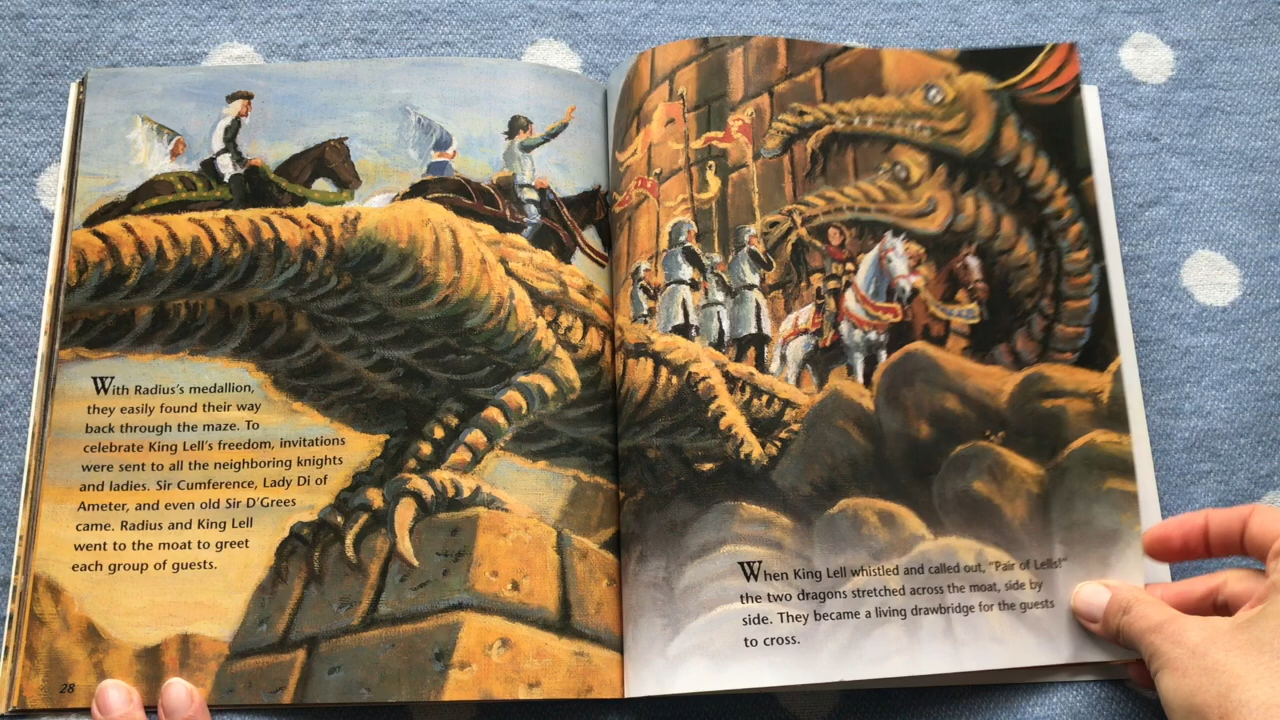 With Radius's medallion,
they easily found their way
back through the maze. To
celebrate King Lell's freedom, invitations
were sent to all the neighboring knights
and ladies. Sir Cumference, Lady Di of
Ameter, and even old Sir D'Grees
came. Radius and King Lell
went to the moat to greet
each group of guests.
28
When King Lell whistled and called out, "Pair of Lells!"
the two dragons stretched across the moat, side by
side. They became a living drawbridge for the guests
to cross.